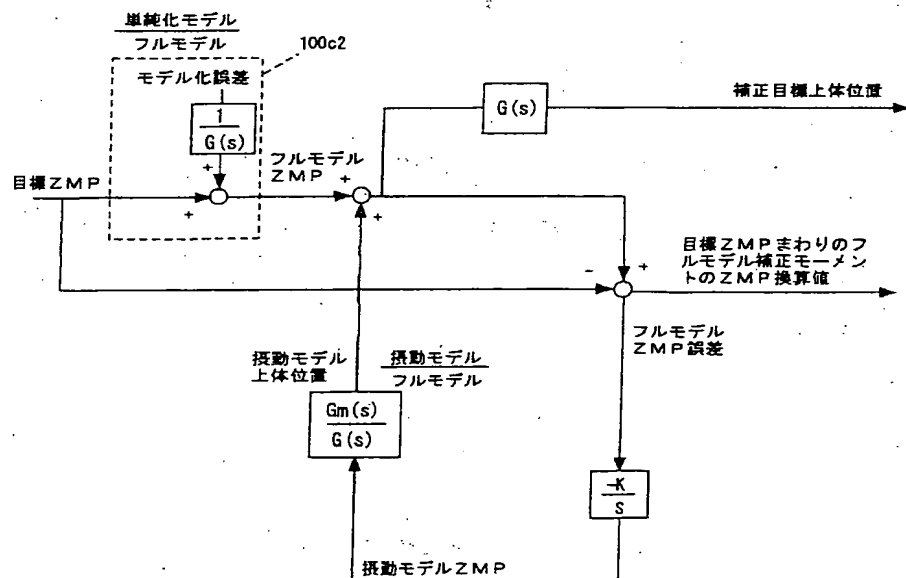 単純化モデル
フルモデル
100c2
モデル化誤差
1
G(s)
+
フルモデル
ZMP
+
目標ZMP
+
+
G(s)
補正目標上体位置
目標ZMPまわりのフ
ルモデル補正モーメン
トのZMP換算値
-
+
フルモデル
ZMP誤差
摂動モデル
上体位置
摂動モデル
フルモデル
Gm(s)
G(s)
-K
S
摂動モデルZMP